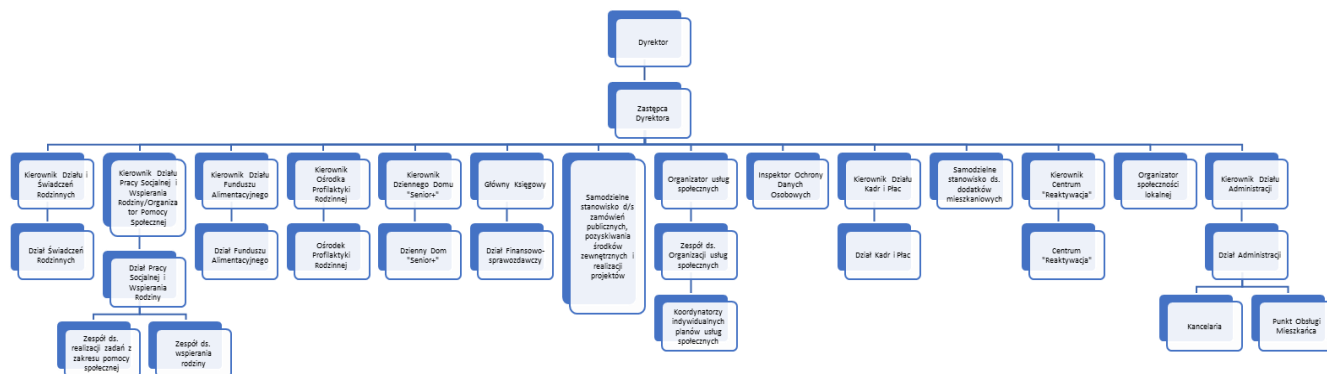 Dyrektor
Zastępca
Dyrektora
Kierownik Działu i
Świadczeń
Rodzinnych
Kierownik Działu
Pracy Socjalnej i
Wspierania
Rodziny/Organiza
tor Pomocy
Społecznej
Kierownik Działu
Funduszu
Alimentacyjnego
Kierownik
Ośrodka
Profilaktyki
Rodzinnej
Kierownik
Dziennego Domu
"Senior+"
Główny Księgowy
Samodzielne
stanowisko d/s
zamówień
publicznych,
pozyskiwania
środków
zewnętrznych i
realizacji
projektów
Organizator usług
społecznych
Inspektor Ochrony
Danych
Osobowych
Kierownik Działu
Kadr i Płac
Samodzielne
stanowisko ds.
dodatków
mieszkaniowych
Kierownik
Centrum
"Reaktywacja"
Organizator
społeczności
lokalnej
Kierownik Działu
Administracji
Dział Świadczeń
Rodzinnych
Dział Pracy
Socjalnej i
Wspierania
Rodziny
Dział Funduszu
Alimentacyjnego
Ośrodek
Profilaktyki
Rodzinnej
Dzienny Dom
"Senior+"
Dział Finansowo-
sprawozdawczy
Zespół ds.
Organizacji usług
społecznych
Dział Kadr i Płac
Centrum
"Reaktywacja"
Dział Administracji
Zespół ds.
realizacji zadań z
zakresu pomocy
społecznej
Zespół ds.
wspierania
rodziny
Koordynatorzy
indywidualnych
planów usług
społecznych
Kancelaria
Punkt Obsługi
Mieszkańca